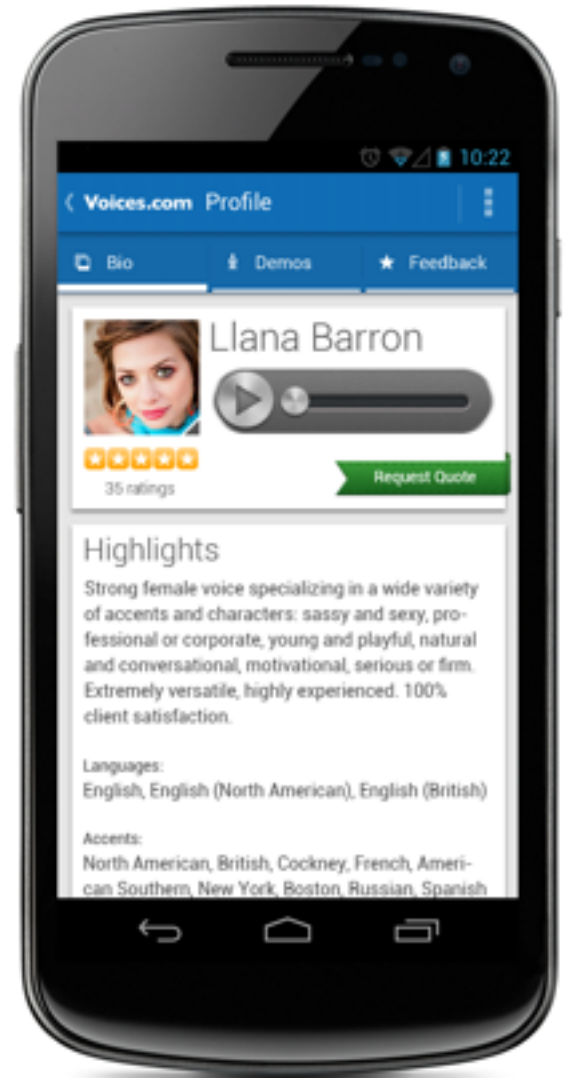 10:22
Voices.com Profile
Bio Demos Feedback
Llana Barron
35 ratings
Request Quote
Highlights
Strong female voice specializing in a wide variety
of accents and characters: sassy and sexy, pro-
fessional or corporate, young and playful, natural
and conversational, motivational, serious or firm.
Extremely versatile, highly experienced. 100%
client satisfaction.
Languages:
English, English (North American), English (British)
Accents:
North American, British, Cockney, French, Ameri-
can Southern, New York, Boston, Russian, Spanish